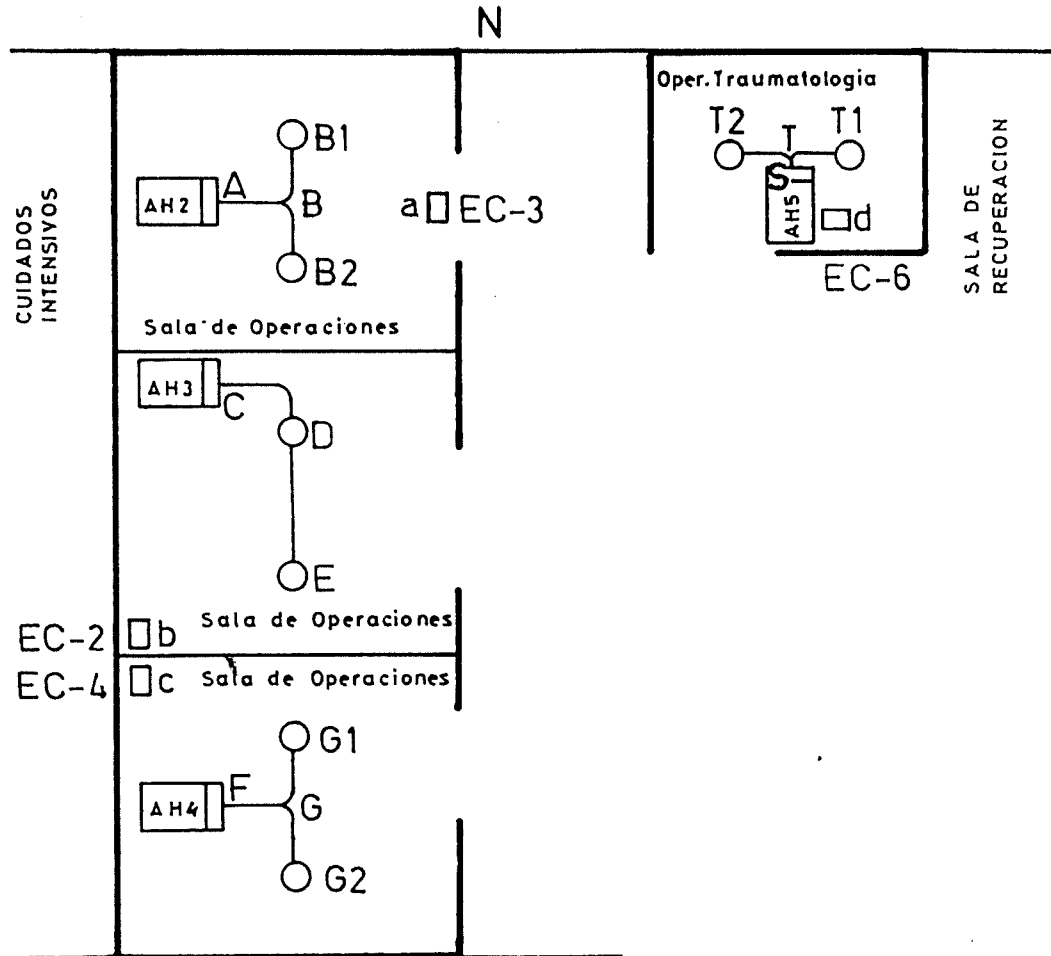 N
Oper.Traumatologia
T2 T T1
S
AH5
d
EC-6
SALA DE
RECUPERACION
CUIDADOS
INTENSIVOS
B1
AH2 A B
a EC-3
B2
Sala de Operaciones
AH3
C
D
E
Sala de Operaciones
EC-2 b
EC-4 c Sala de Operaciones
G1
AH4 F G
G2